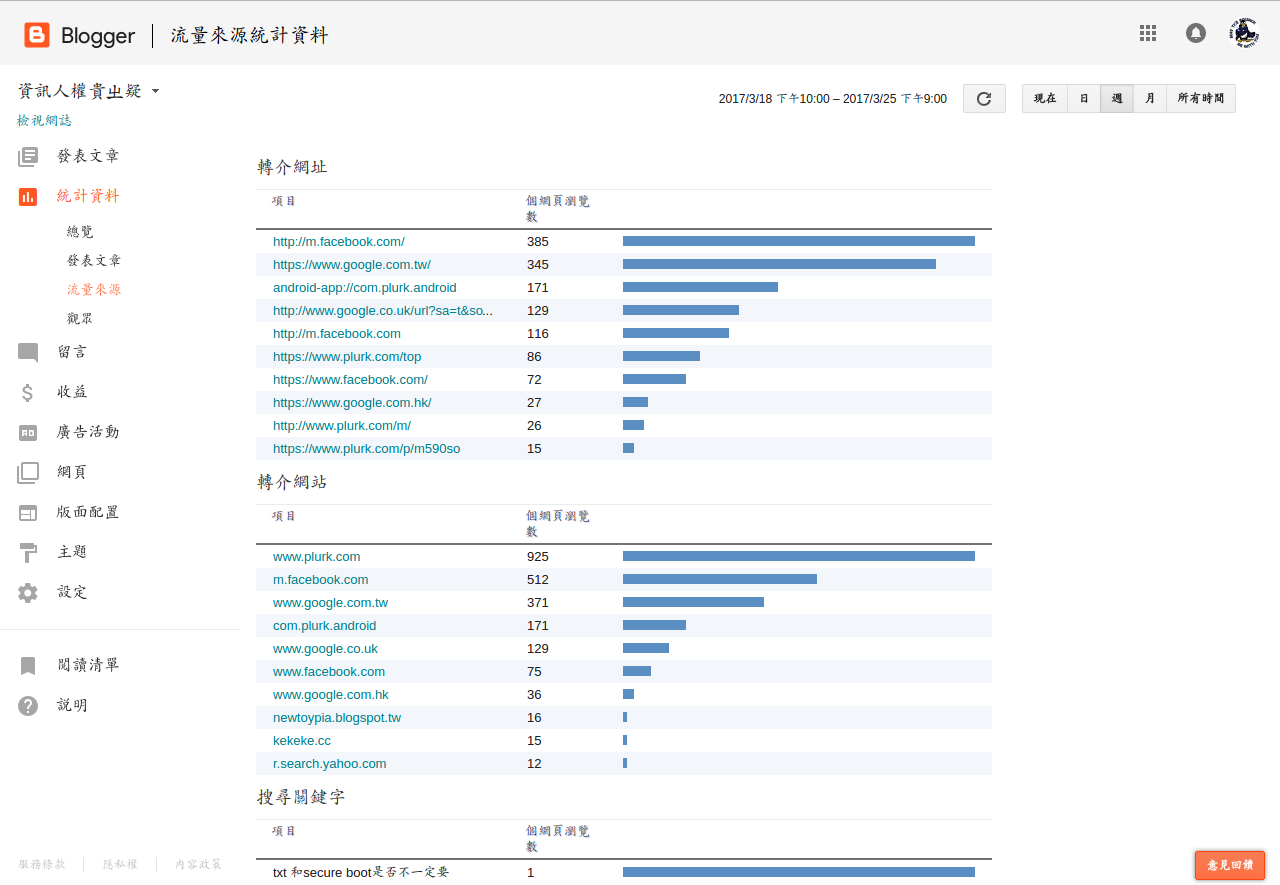 Blogger
流量來源統計資料
資訊人權貴ㄓ疑
檢視網誌
2017/3/18 下午10:00 – 2017/3/25 下午9:00
現在 日 週 月 所有時間
發表文章
統計資料
總覽
發表文章
流量來源
觀眾
留言
收益
廣告活動
網頁
版面配置
主題
設定
閱讀清單
說明
服務條款 隱私權 內容政策
轉介網址
項目 個網頁瀏覽
數
http://m.facebook.com/ 385
https://www.google.com.tw/ 345
android-app://com.plurk.android 171
http://www.google.co.uk/url?sa=t&so... 129
http://m.facebook.com 116
https://www.plurk.com/top 86
https://www.facebook.com/ 72
https://www.google.com.hk/ 27
http://www.plurk.com/m/ 26
https://www.plurk.com/p/m590so 15
轉介網站
項目 個網頁瀏覽
數
www.plurk.com 925
m.facebook.com 512
www.google.com.tw 371
com.plurk.android 171
www.google.co.uk 129
www.facebook.com 75
www.google.com.hk 36
newtoypia.blogspot.tw 16
kekeke.cc 15
r.search.yahoo.com 12
搜尋關鍵字
項目 個網頁瀏覽
數
txt 和secure boot是否不一定要 1
意見回饋